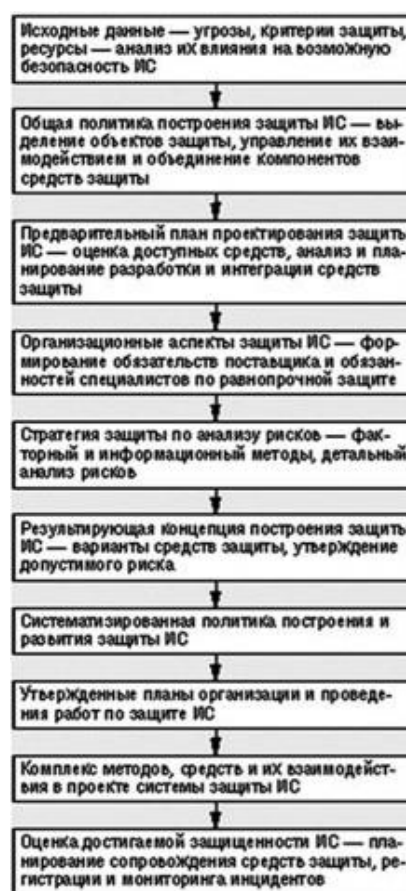 Исходные данные — угрозы, критерии защиты,
ресурсы — анализ их влияния на возможную
безопасность ИС
Общая политика построения защиты ИС — вы-
деление объектов защиты, управление их взаи-
модействием и объединение компонентов
средств защиты
Предварительный план проектирования защиты
ИС — оценка доступных средств, анализ и пла-
нирование разработки и интеграции средств
защиты
Организационные аспекты защиты ИС — фор-
мирование обязательств поставщика и обязан-
ностей специалистов по равнопрочной защите
Стратегия защиты по анализу рисков — фак-
торный и информационный методы, детальный
анализ рисков
Результирующая концепция построения защиты
ИС — варианты средств защиты, утверждение
допустимого риска
Систематизированная политика построения и
развития защиты ИС
Утвержденные планы организации и проведе-
ния работ по защите ИС
Комплекс методов, средств и их взаимодейст-
вия в проекте системы защиты ИС
Оценка достигаемой защищенности ИС — пла-
нирование сопровождения средств защиты, ре-
гистрации и мониторинга инцидентов